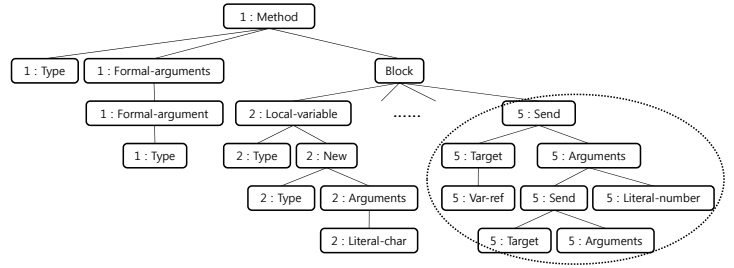 1 : Method
1 : Type
1 : Formal-arguments
Block
1 : Formal-argument
2 : Local-variable
......
5 : Send
1 : Type
2 : Type
2 : New
5 : Target
5 : Arguments
2 : Type
2 : Arguments
5 : Var-ref
5 : Send
5 : Literal-number
2 : Literal-char
5 : Target
5 : Arguments